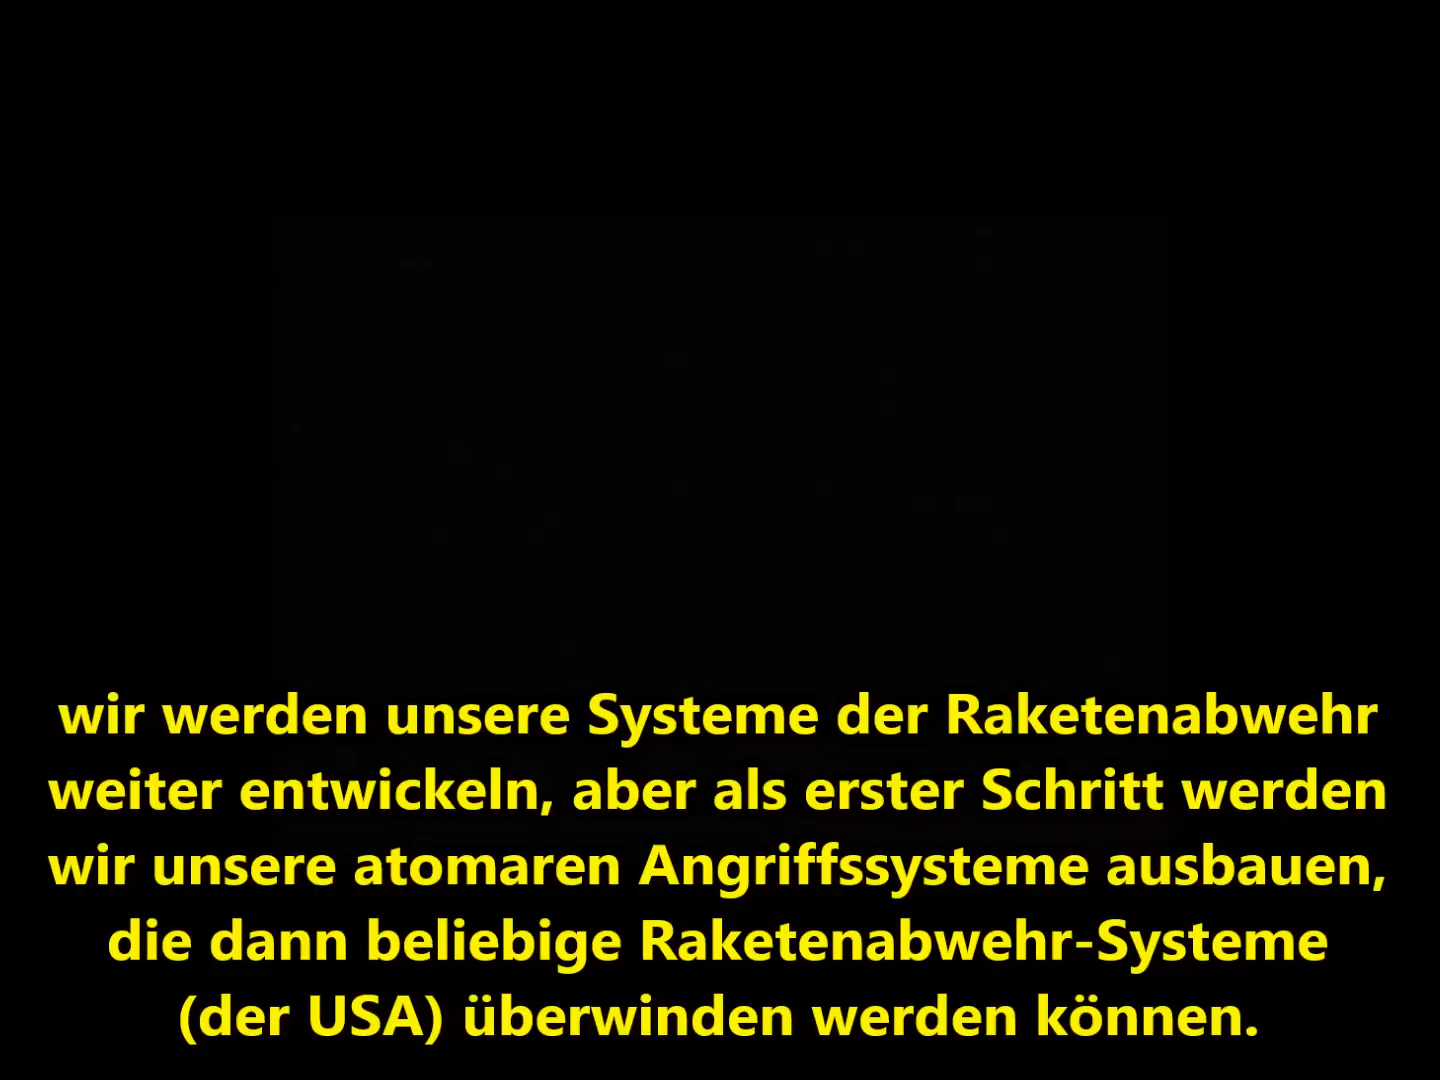 wir werden unsere Systeme der Raketenabwehr
weiter entwickeln, aber als erster Schritt werden
wir unsere atomaren Angriffssysteme ausbauen,
die dann beliebige Raketenabwehr-Systeme
(der USA) überwinden werden können.